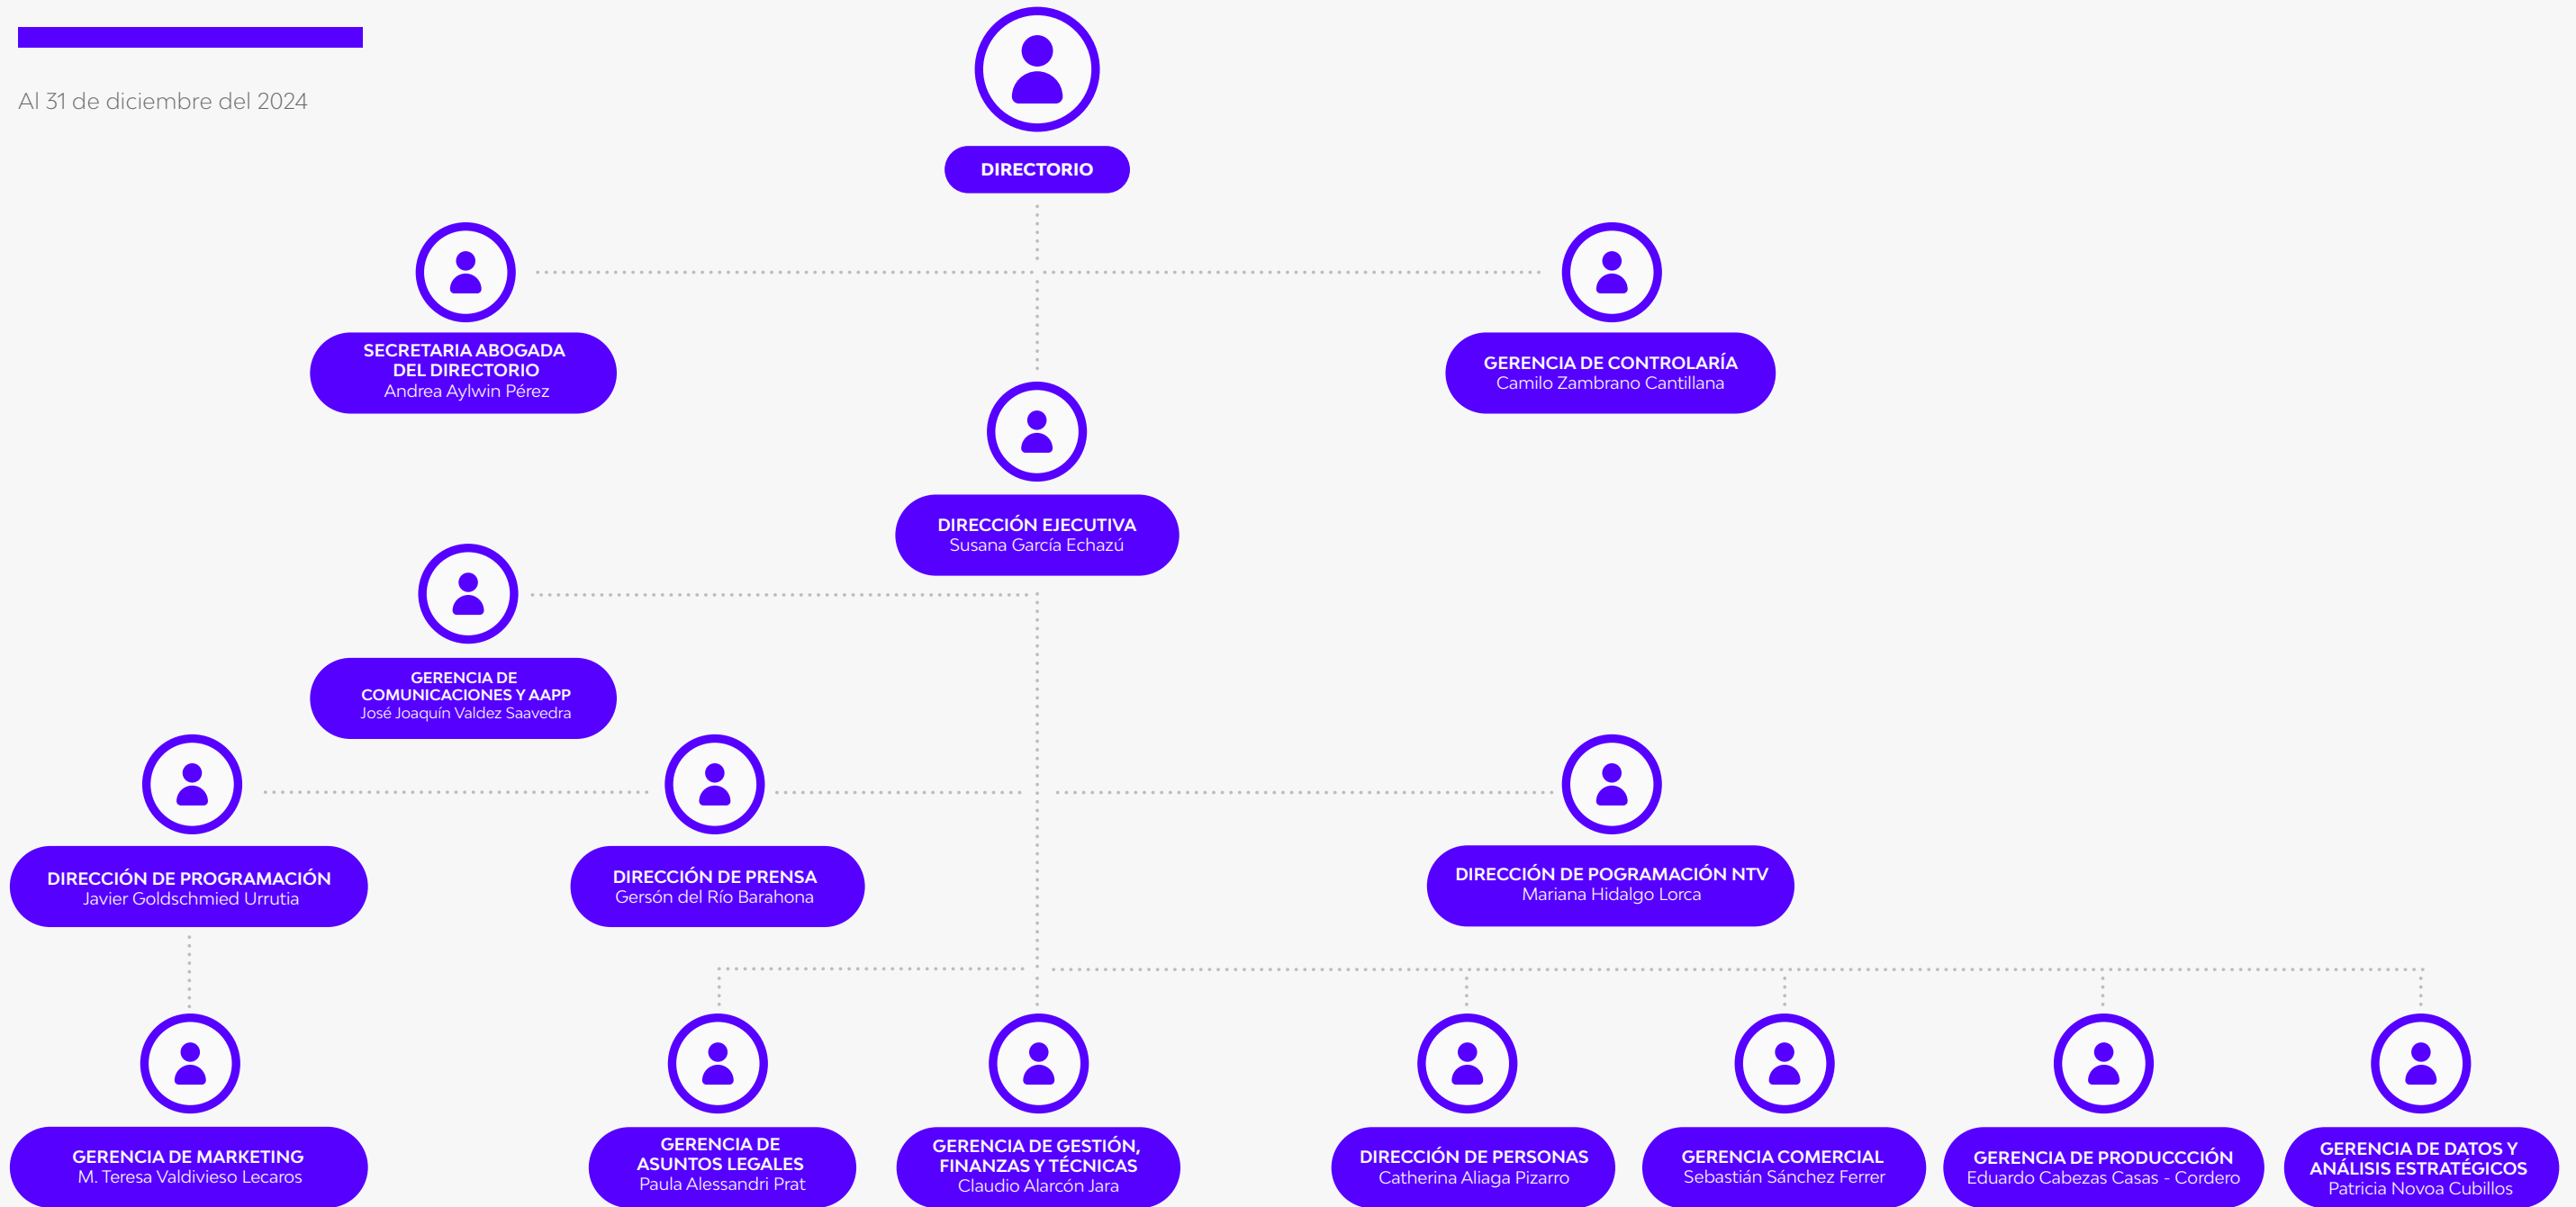 Al 31 de diciembre del 2024
DIRECTORIO
SECRETARIA ABOGADA
DEL DIRECTORIO
Andrea Aylwin Pérez
GERENCIA DE CONTROLARÍA
Camilo Zambrano Cantillana
DIRECCIÓN EJECUTIVA
Susana García Echazú
GERENCIA DE
COMUNICACIONES Y AAPP
José Joaquín Valdez Saavedra
DIRECCIÓN DE PROGRAMACIÓN
Javier Goldschmied Urrutia
DIRECCIÓN DE PRENSA
Gersón del Río Barahona
DIRECCIÓN DE POGRAMACIÓN NTV
Mariana Hidalgo Lorca
GERENCIA DE MARKETING
M. Teresa Valdivieso Lecaros
GERENCIA DE
ASUNTOS LEGALES
Paula Alessandri Prat
GERENCIA DE GESTIÓN,
FINANZAS Y TÉCNICAS
Claudio Alarcón Jara
DIRECCIÓN DE PERSONAS
Catherina Aliaga Pizarro
GERENCIA COMERCIAL
Sebastián Sánchez Ferrer
GERENCIA DE PRODUCCCIÓN
Eduardo Cabezas Casas - Cordero
GERENCIA DE DATOS Y
ANÁLISIS ESTRATÉGICOS
Patricia Novoa Cubillos